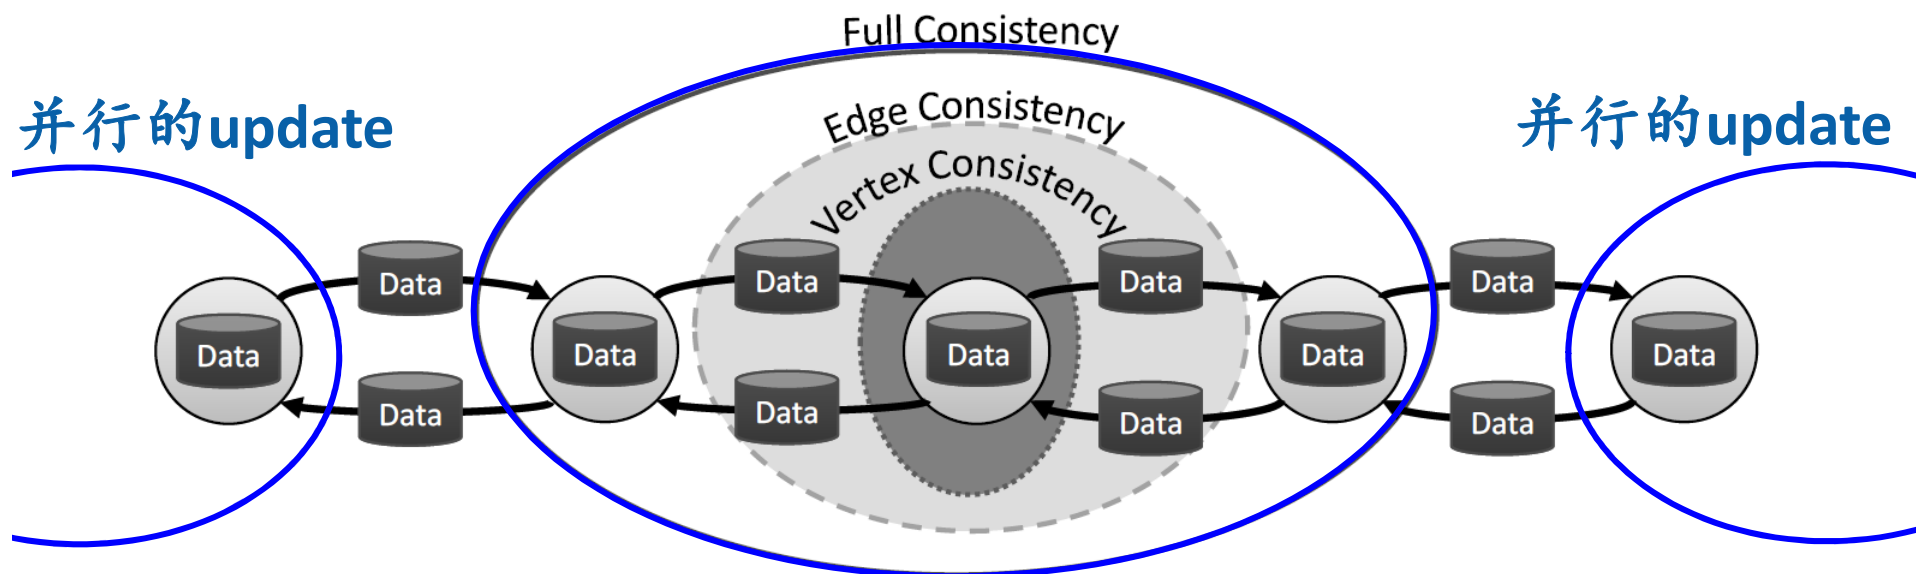 Full Consistency
并行的update
Edge Consistency
并行的update
Vertex Consistency
Data
Data
Data
Data
Data
Data
Data
Data
Data
Data
Data
Data
Data